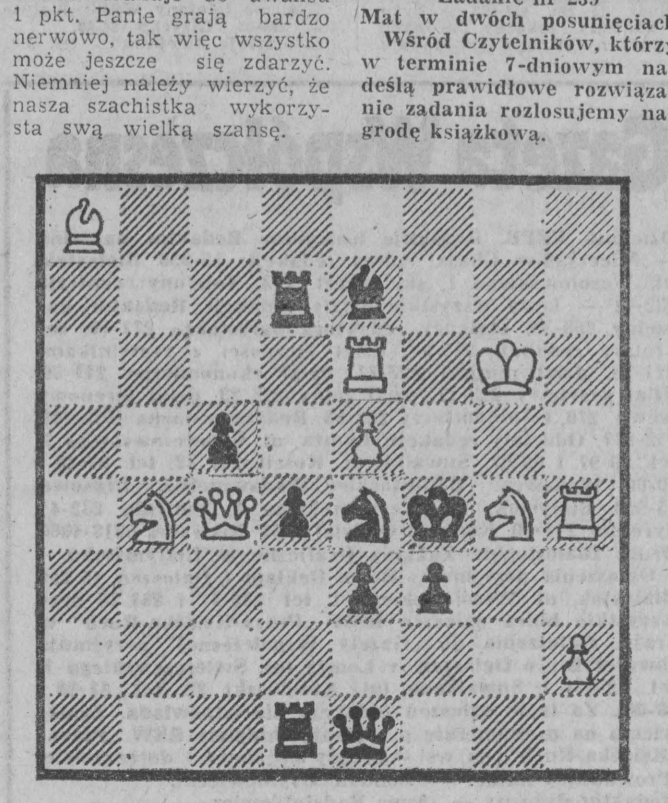 1 pkt. Panie grają bardzo
nerwowo, tak więc wszystko
może jeszcze się zdarzyć.
Niemniej należy wierzyć, że
nasza szachistka wykorzy-
sta swą wielką szansę.
Mat w dwóch posunięciach
Wśród Czytelników, którzy
w terminie 7-dniowym na-
deślą prawidłowe rozwiąza-
nie zadania rozlosujemy na-
grodę książkową.